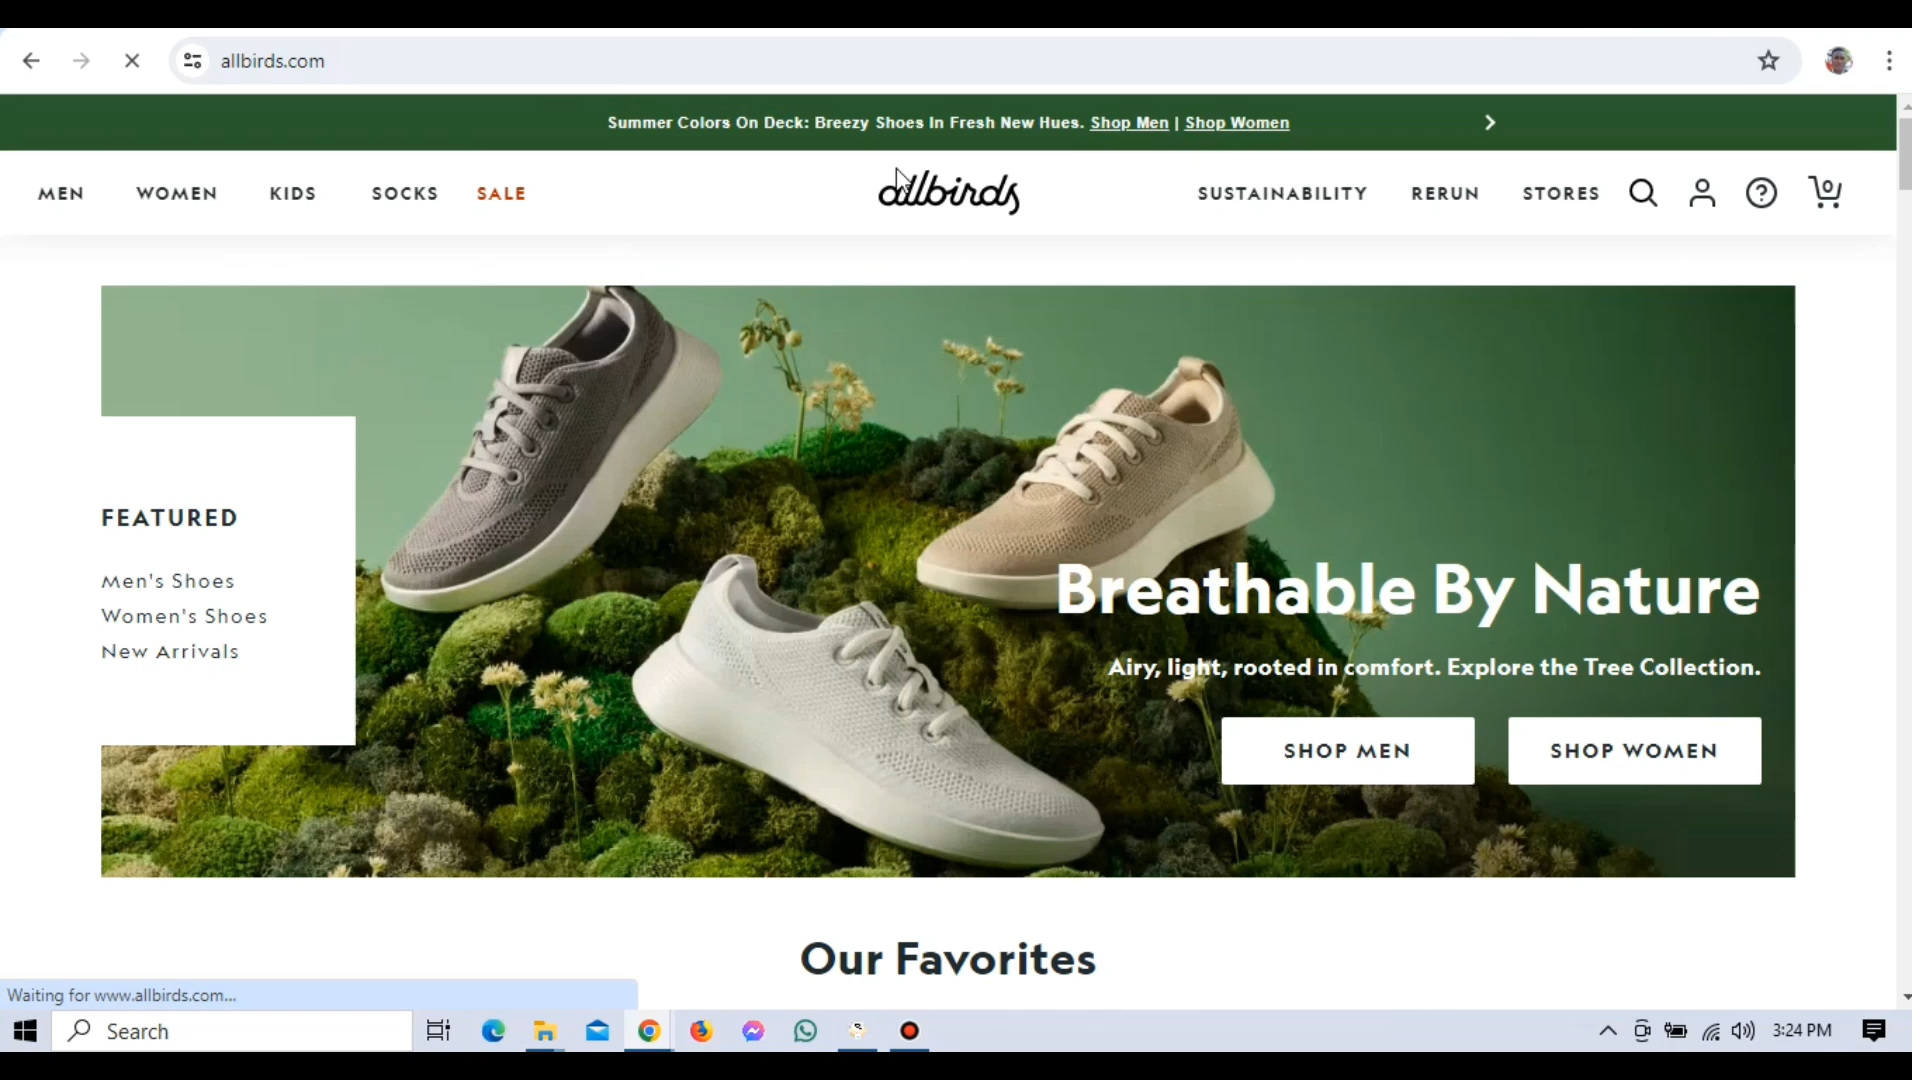 allbirds.com
Summer Colors On Deck: Breezy Shoes In Fresh New Hues. Shop Men | Shop Women
MEN WOMEN KIDS SOCKS SALE allbirds SUSTAINABILITY RERUN STORES 0
FEATURED
Men's Shoes
Women's Shoes
New Arrivals
Breathable By Nature
Airy, light, rooted in comfort. Explore the Tree Collection.
SHOP MEN SHOP WOMEN
Our Favorites
Waiting for www.allbirds.com...
Search 3:24 PM